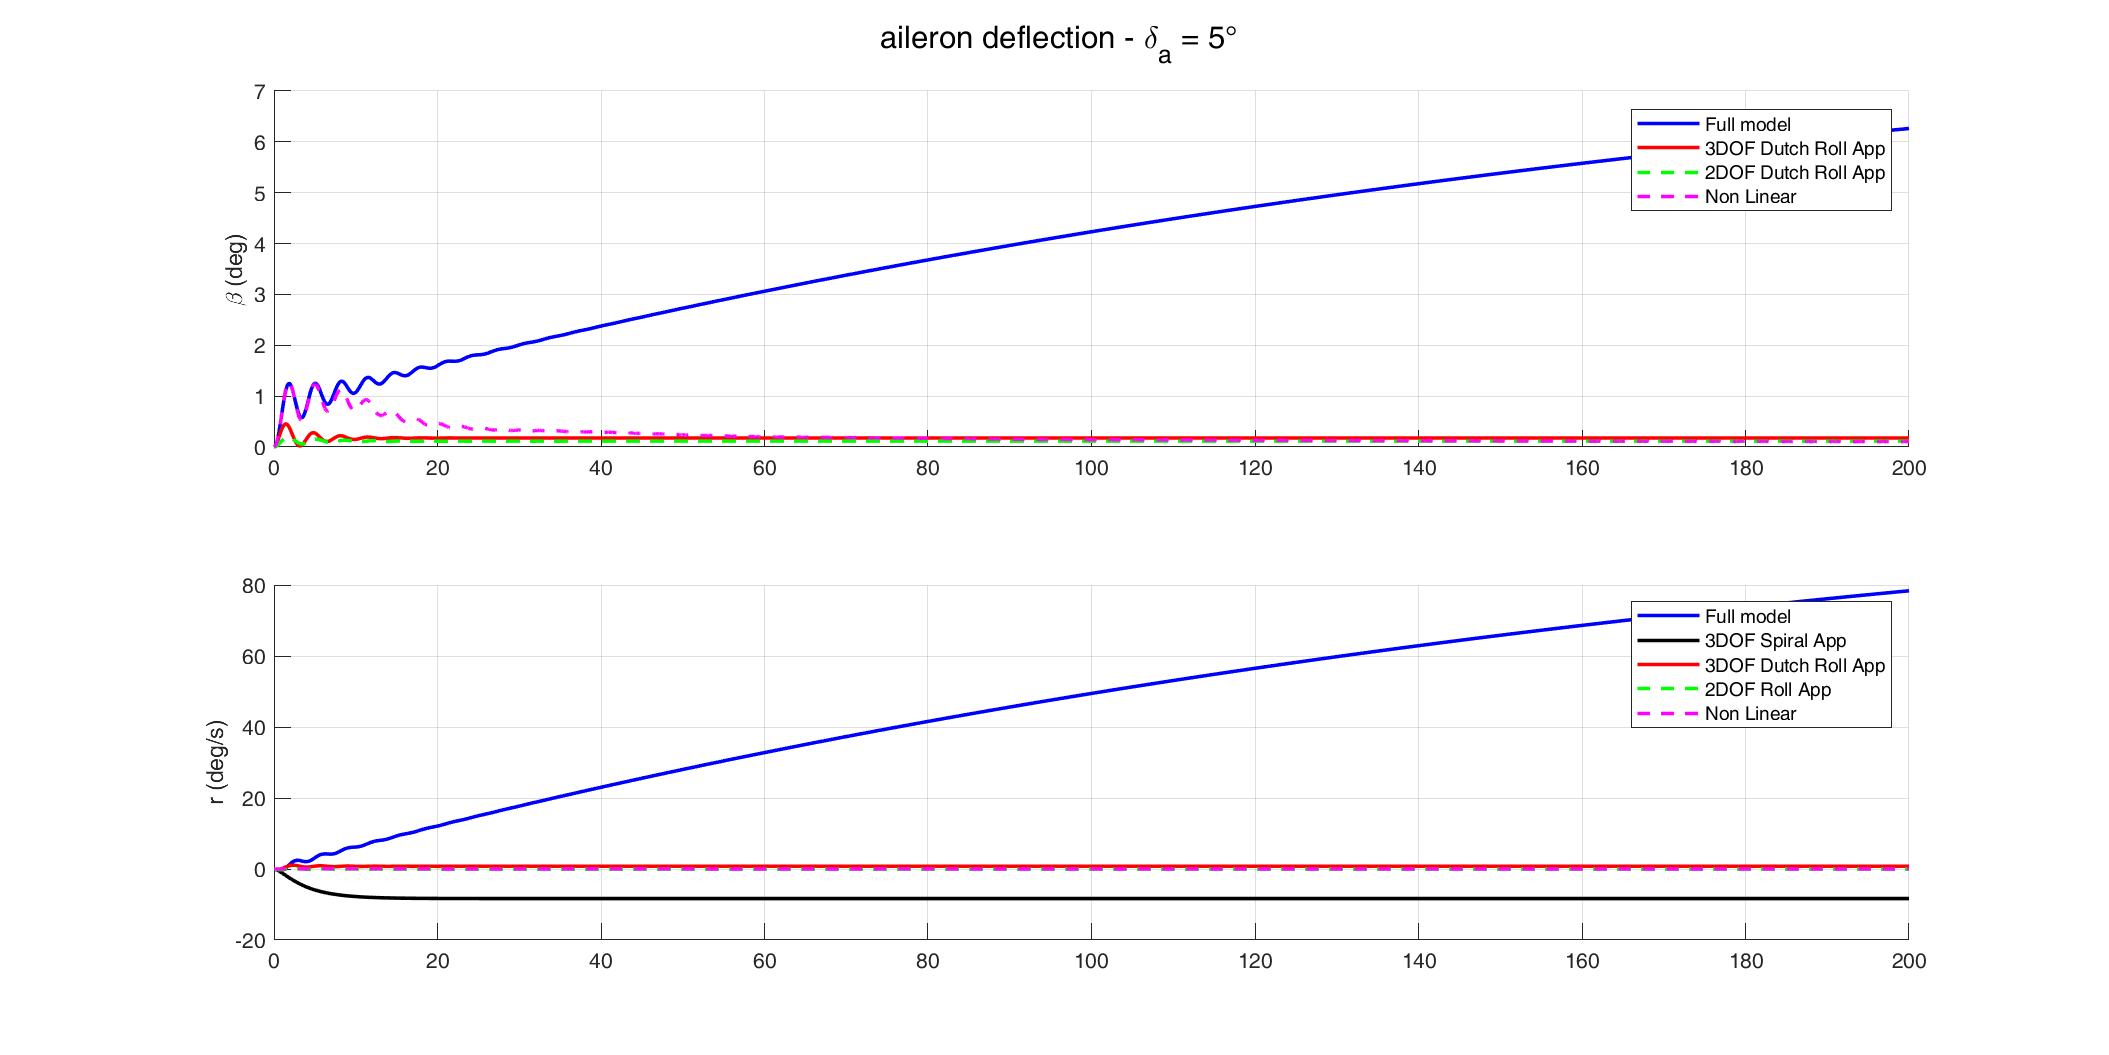 aileron deflection - δa = 5°
7
6
5
4
3
2
1
0
β (deg)
0 20 40 60 80 100 120 140 160 180 200
Full model
3DOF Dutch Roll App
2DOF Dutch Roll App
Non Linear
80
60
40
20
0
-20
r (deg/s)
0 20 40 60 80 100 120 140 160 180 200
Full model
3DOF Spiral App
3DOF Dutch Roll App
2DOF Roll App
Non Linear